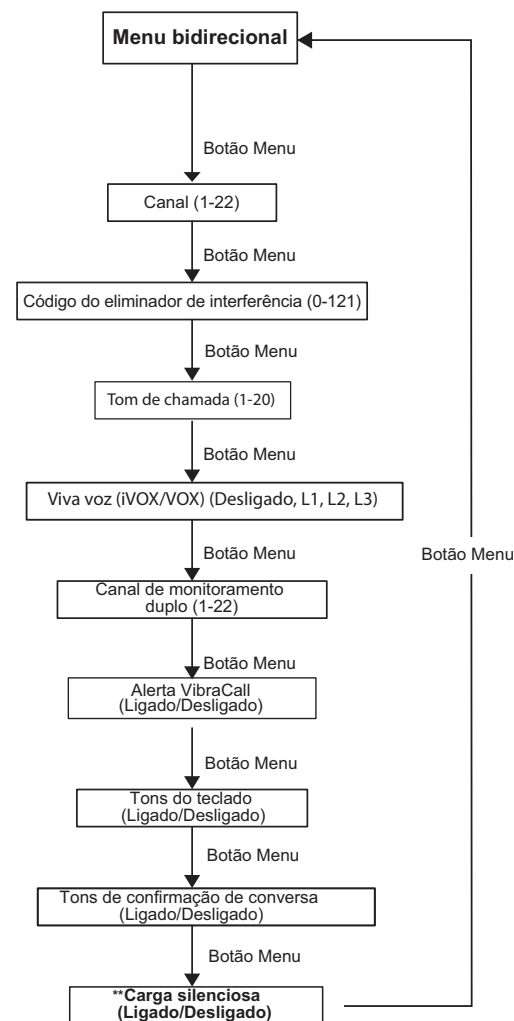 Menu bidirecional
Botão Menu
Canal (1-22)
Botão Menu
Código do eliminador de interferência (0-121)
Botão Menu
Tom de chamada (1-20)
Botão Menu
Viva voz (iVOX/VOX) (Desligado, L1, L2, L3)
Botão Menu
Botão Menu
Canal de monitoramento
duplo (1-22)
Botão Menu
Alerta VibraCall
(Ligado/Desligado)
Botão Menu
Tons do teclado
(Ligado/Desligado)
Botão Menu
Tons de confirmação de conversa
(Ligado/Desligado)
Botão Menu
**Carga silenciosa
(Ligado/Desligado)